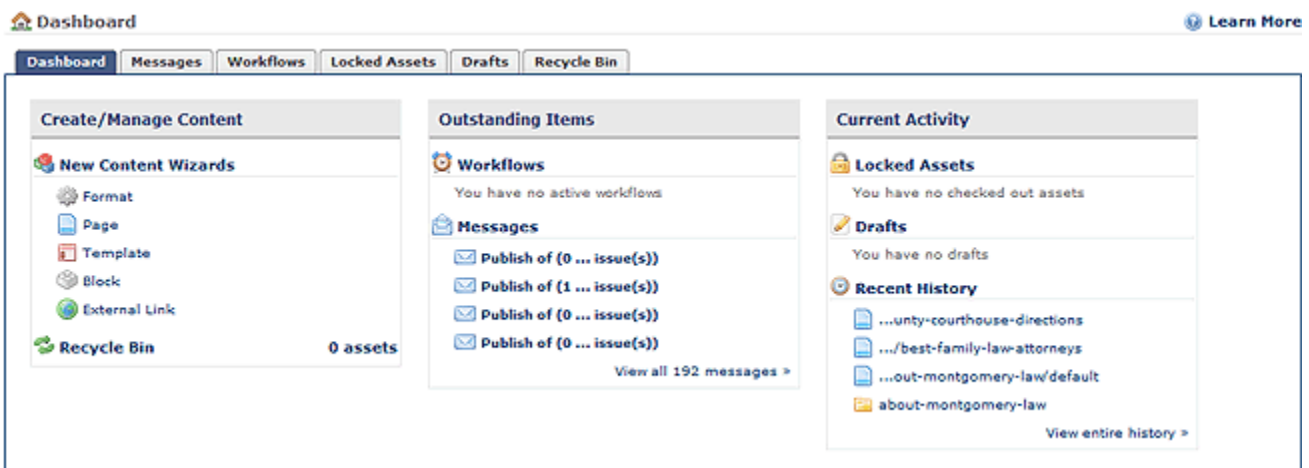 Dashboard
Learn More
Dashboard
Messages
Workflows
Locked Assets
Drafts
Recycle Bin
Create/Manage Content
New Content Wizards
Format
Page
Template
Block
External Link
Recycle Bin 0 assets
Outstanding Items
Workflows
You have no active workflows
Messages
Publish of (0 ... issue(s))
Publish of (1 ... issue(s))
Publish of (0 ... issue(s))
Publish of (0 ... issue(s))
View all 192 messages »
Current Activity
Locked Assets
You have no checked out assets
Drafts
You have no drafts
Recent History
...unty-courthouse-directions
.../best-family-law-attorneys
...out-montgomery-law/default
about-montgomery-law
View entire history »